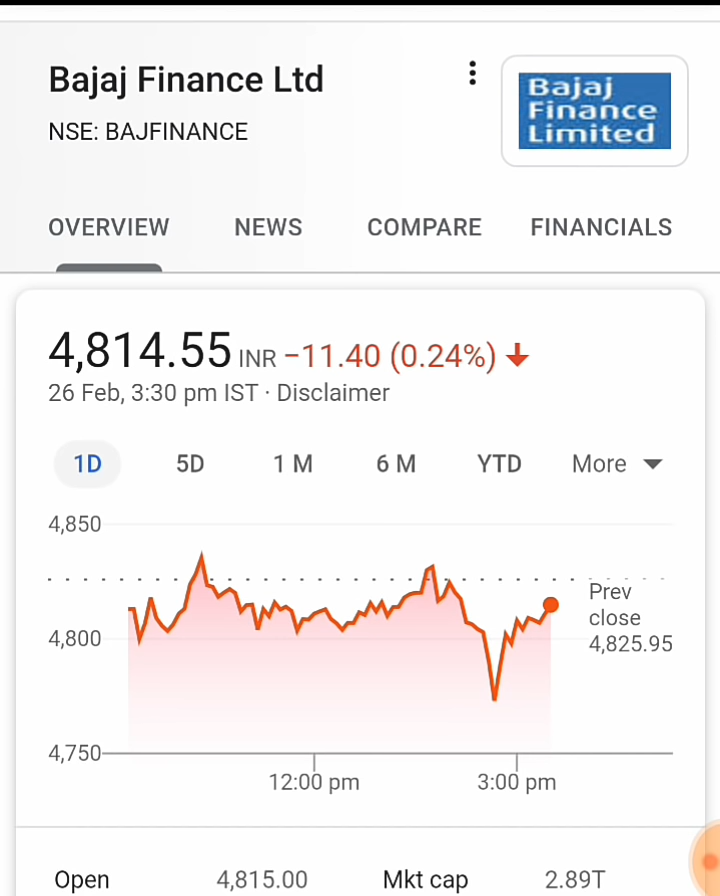 Bajaj Finance Ltd
NSE: BAJFINANCE
Bajaj
Finance
Limited
OVERVIEW NEWS COMPARE FINANCIALS
4,814.55 INR −11.40 (0.24%)
26 Feb, 3:30 pm IST · Disclaimer
1D 5D 1 M 6 M YTD More
4,850
Prev
close
4,825.95
4,800
4,750
12:00 pm 3:00 pm
Open 4,815.00 Mkt cap 2.89T